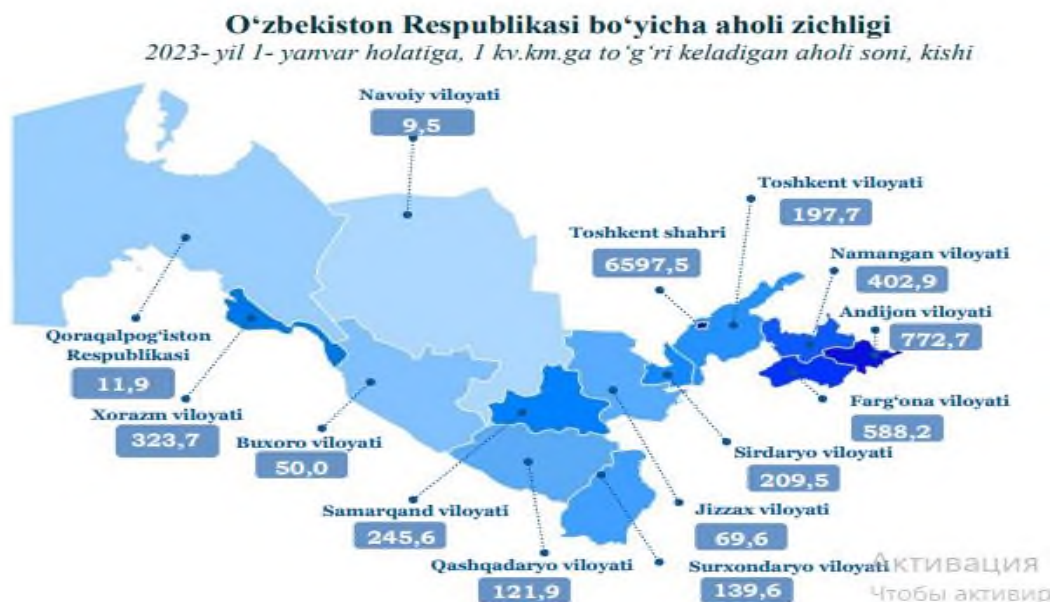 O‘zbekiston Respublikasi bo‘yicha aholi zichligi
2023- yil 1- yanvar holatiga, 1 kv.km.ga to‘g‘ri keladigan aholi soni, kishi
Navoiy viloyati
9,5
Toshkent viloyati
197,7
Toshkent shahri
6597,5
Namangan viloyati
402,9
Andijon viloyati
772,7
Qoraqalpog‘iston
Respublikasi
11,9
Xorazm viloyati
323,7
Buxoro viloyati
50,0
Farg‘ona viloyati
588,2
Sirdaryo viloyati
209,5
Samarqand viloyati
245,6
Jizzax viloyati
69,6
Qashqadaryo viloyati
121,9
Surxondaryo viloyati
139,6
Активация
Чтобы активир